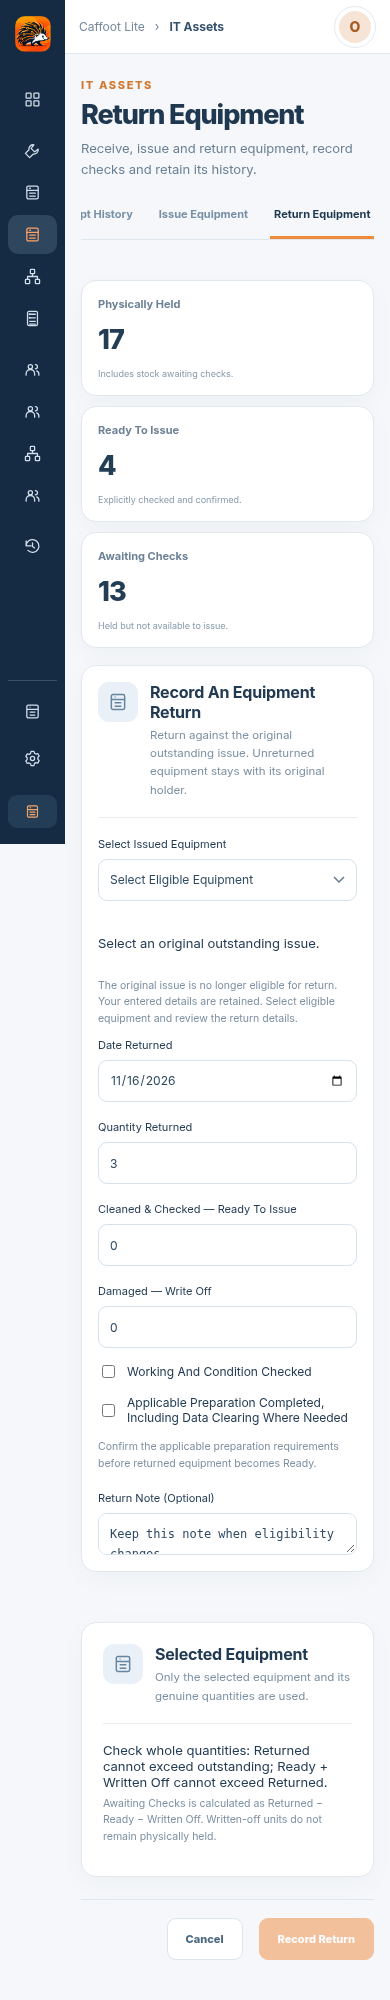 Caffoot Lite › IT Assets
O
IT ASSETS
Return Equipment
Receive, issue and return equipment, record
checks and retain its history.
pt History Issue Equipment Return Equipment
Physically Held
17
Includes stock awaiting checks.
Ready To Issue
4
Explicitly checked and confirmed.
Awaiting Checks
13
Held but not available to issue.
Record An Equipment
Return
Return against the original
outstanding issue. Unreturned
equipment stays with its original
holder.
Select Issued Equipment
Select Eligible Equipment
Select an original outstanding issue.
The original issue is no longer eligible for return.
Your entered details are retained. Select eligible
equipment and review the return details.
Date Returned
11/16/2026
Quantity Returned
3
Cleaned & Checked — Ready To Issue
0
Damaged — Write Off
0
Working And Condition Checked
Applicable Preparation Completed,
Including Data Clearing Where Needed
Confirm the applicable preparation requirements
before returned equipment becomes Ready.
Return Note (Optional)
Keep this note when eligibility
changes
Selected Equipment
Only the selected equipment and its
genuine quantities are used.
Check whole quantities: Returned
cannot exceed outstanding; Ready +
Written Off cannot exceed Returned.
Awaiting Checks is calculated as Returned −
Ready − Written Off. Written-off units do not
remain physically held.
Cancel Record Return